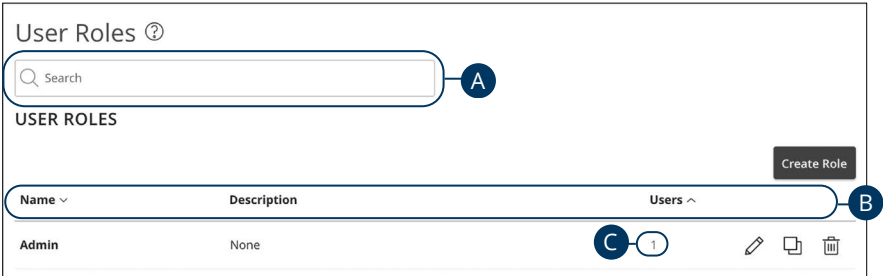 User Roles ?
Search
A
USER ROLES
Create Role
Name Description Users
B
Admin None C 1